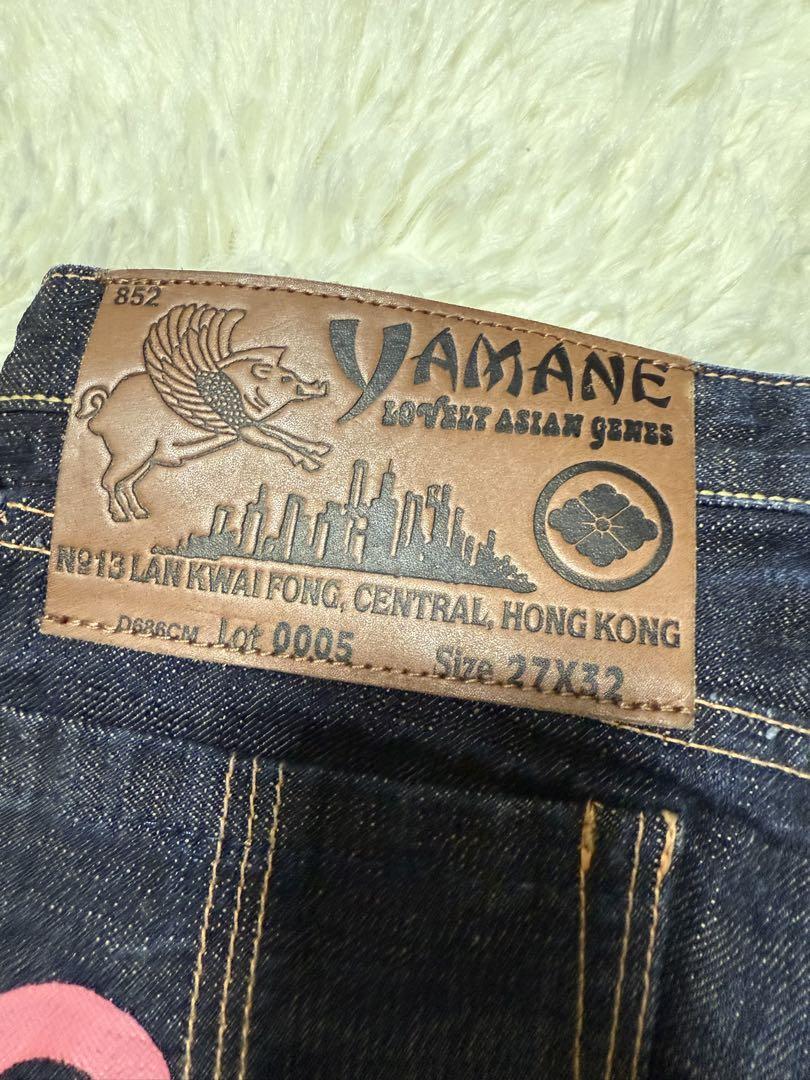 852
YAMANE
LOVELY ASIAN GENES
Nº13 LAN KWAI FONG, CENTRAL, HONG KONG
D686CM Lot 0005 Size 27X32